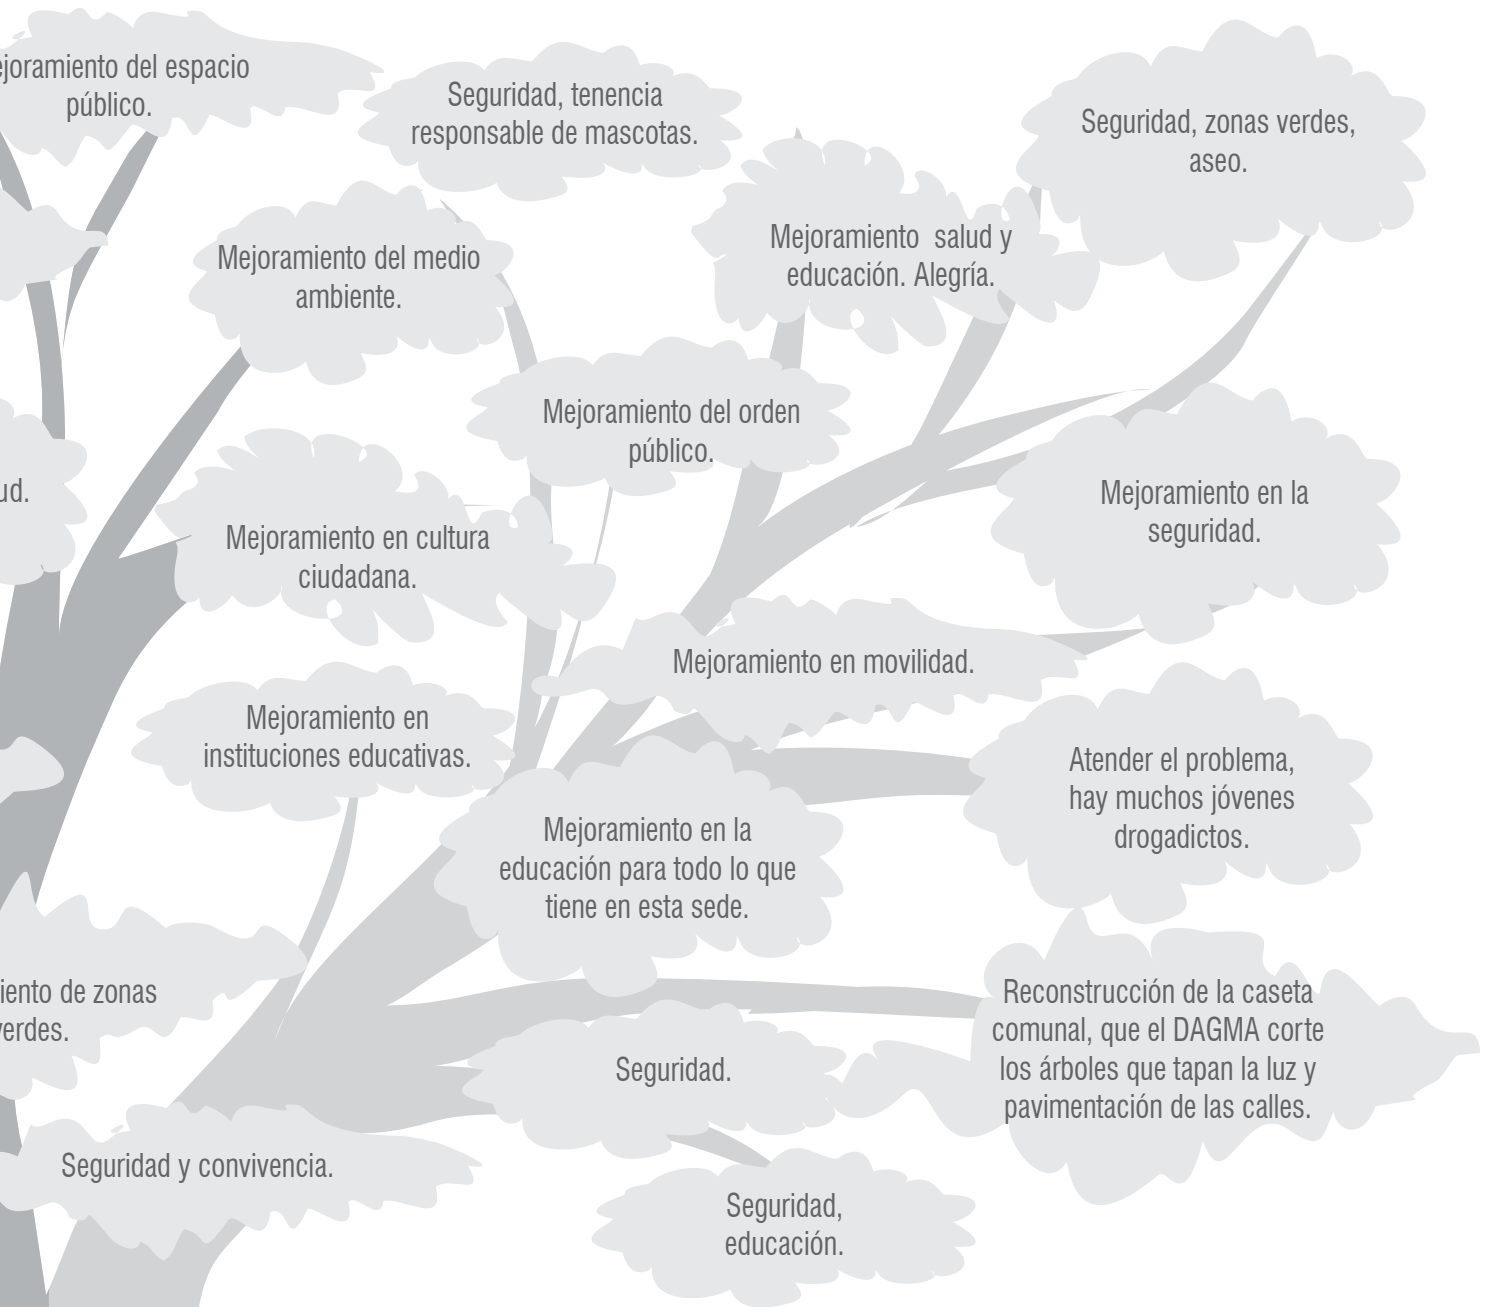 ejoramiento del espacio
público.
Seguridad, tenencia
responsable de mascotas.
Seguridad, zonas verdes,
aseo.
Mejoramiento del medio
ambiente.
Mejoramiento salud y
educación. Alegría.
Mejoramiento del orden
público.
ud.
Mejoramiento en cultura
ciudadana.
Mejoramiento en la
seguridad.
Mejoramiento en movilidad.
Mejoramiento en
instituciones educativas.
Atender el problema,
hay muchos jóvenes
drogadictos.
Mejoramiento en la
educación para todo lo que
tiene en esta sede.
iento de zonas
verdes.
Reconstrucción de la caseta
comunal, que el DAGMA corte
los árboles que tapan la luz y
pavimentación de las calles.
Seguridad.
Seguridad y convivencia.
Seguridad,
educación.